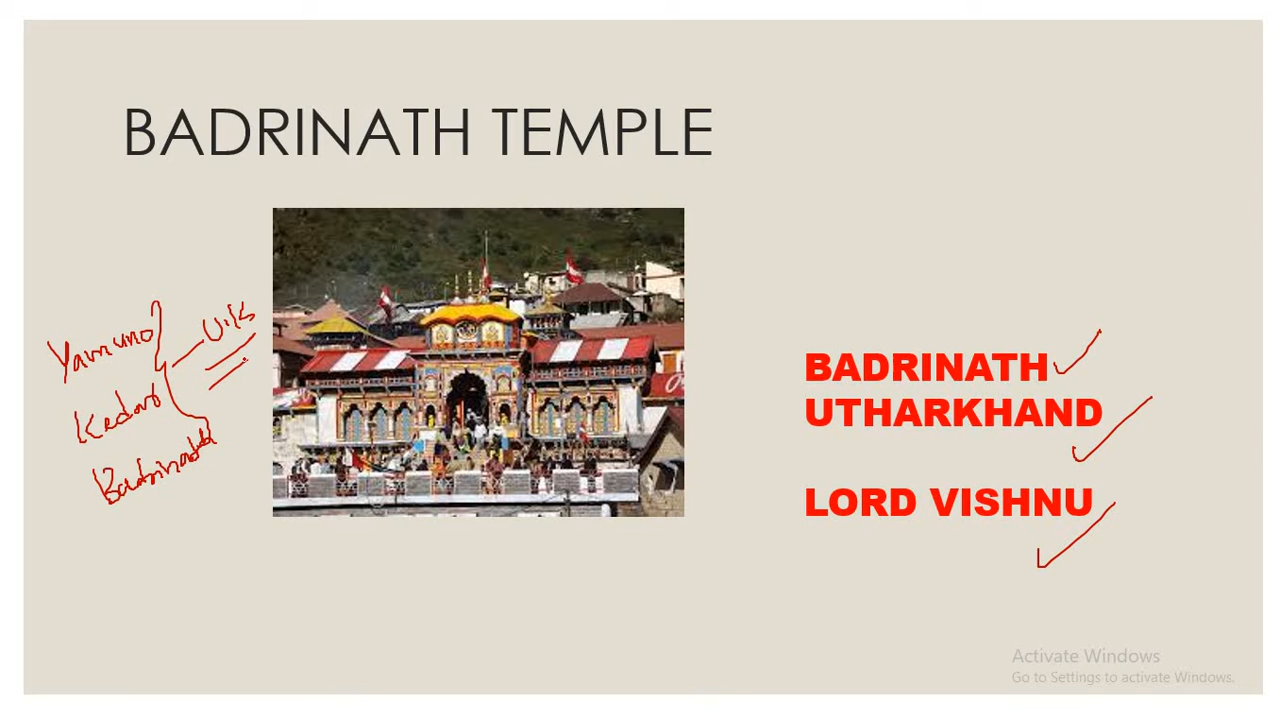 BADRINATH TEMPLE
Yamuno
U.K
Kedar
Badrinath
BADRINATH
UTHARKHAND
LORD VISHNU
Activate Windows
Go to Settings to activate Windows.